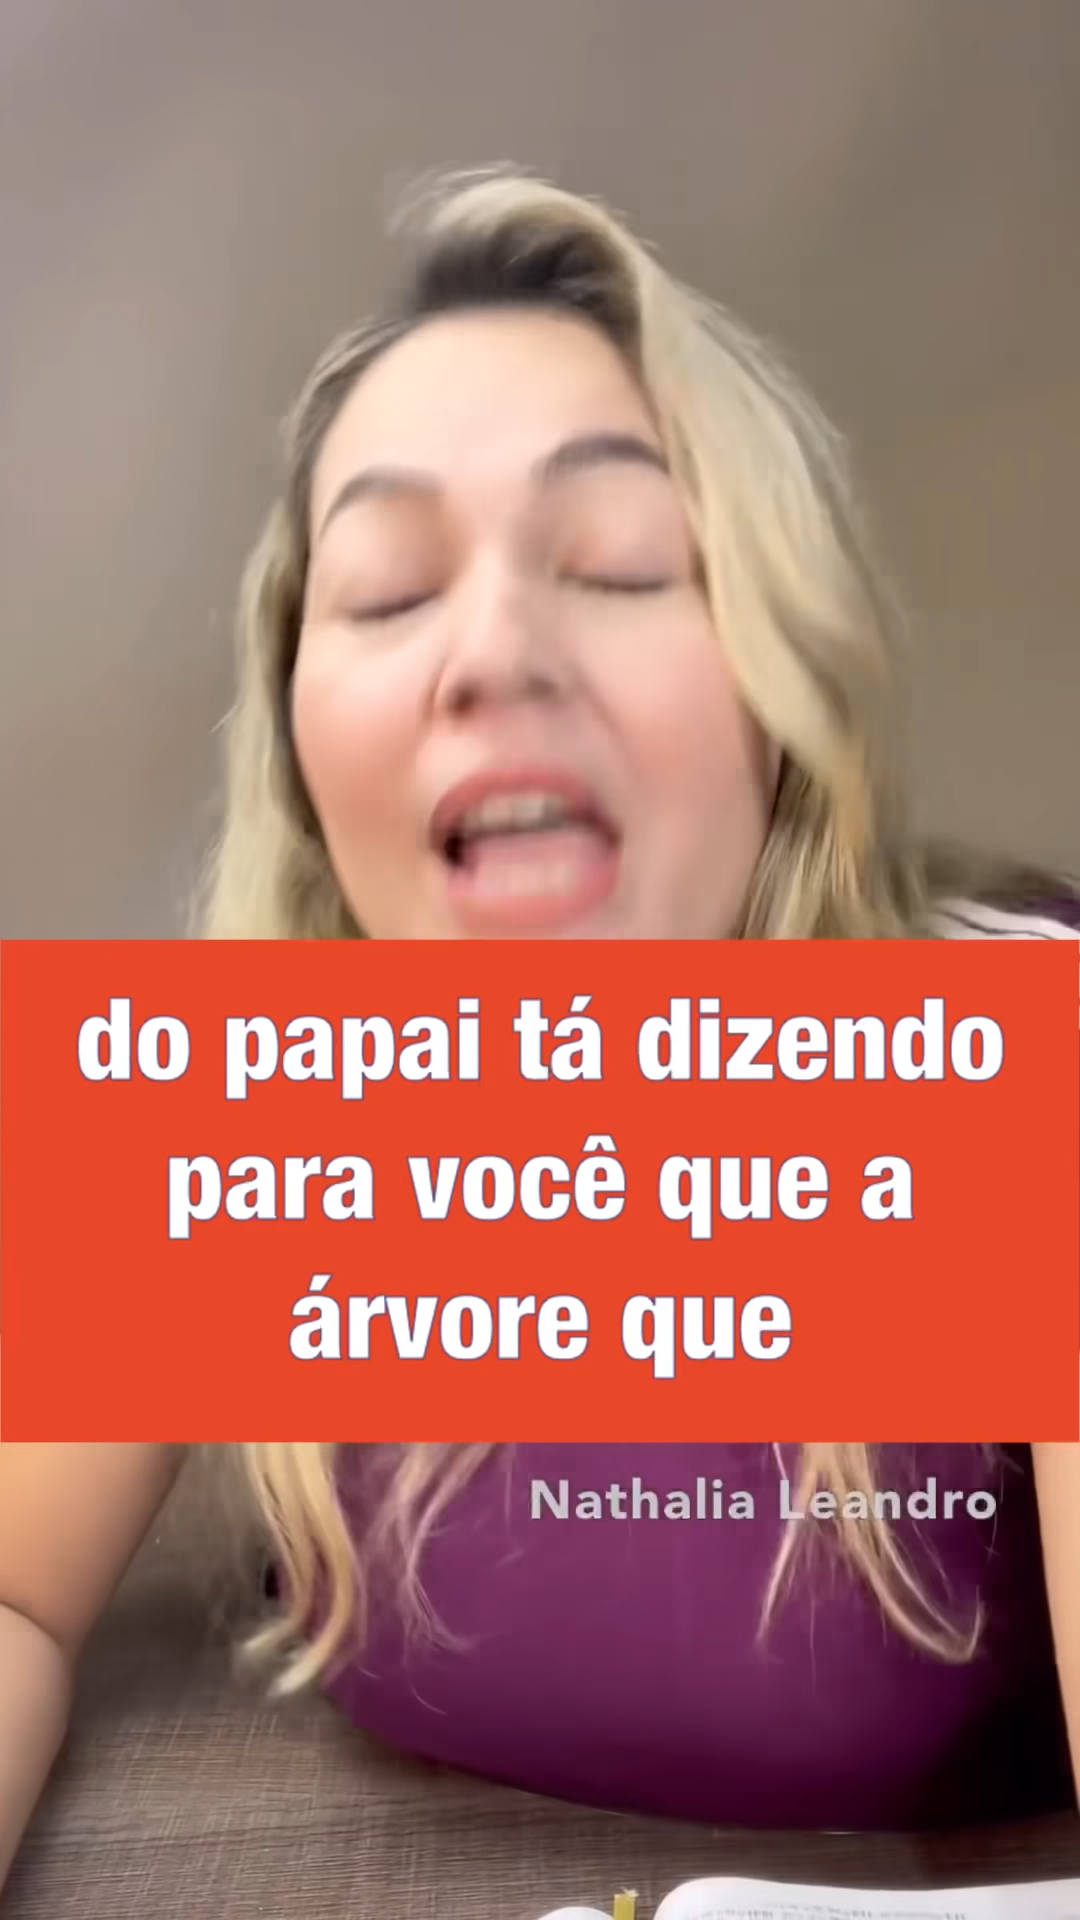 do papai tá dizendo
para você que a
árvore que
Nathalia Leandro